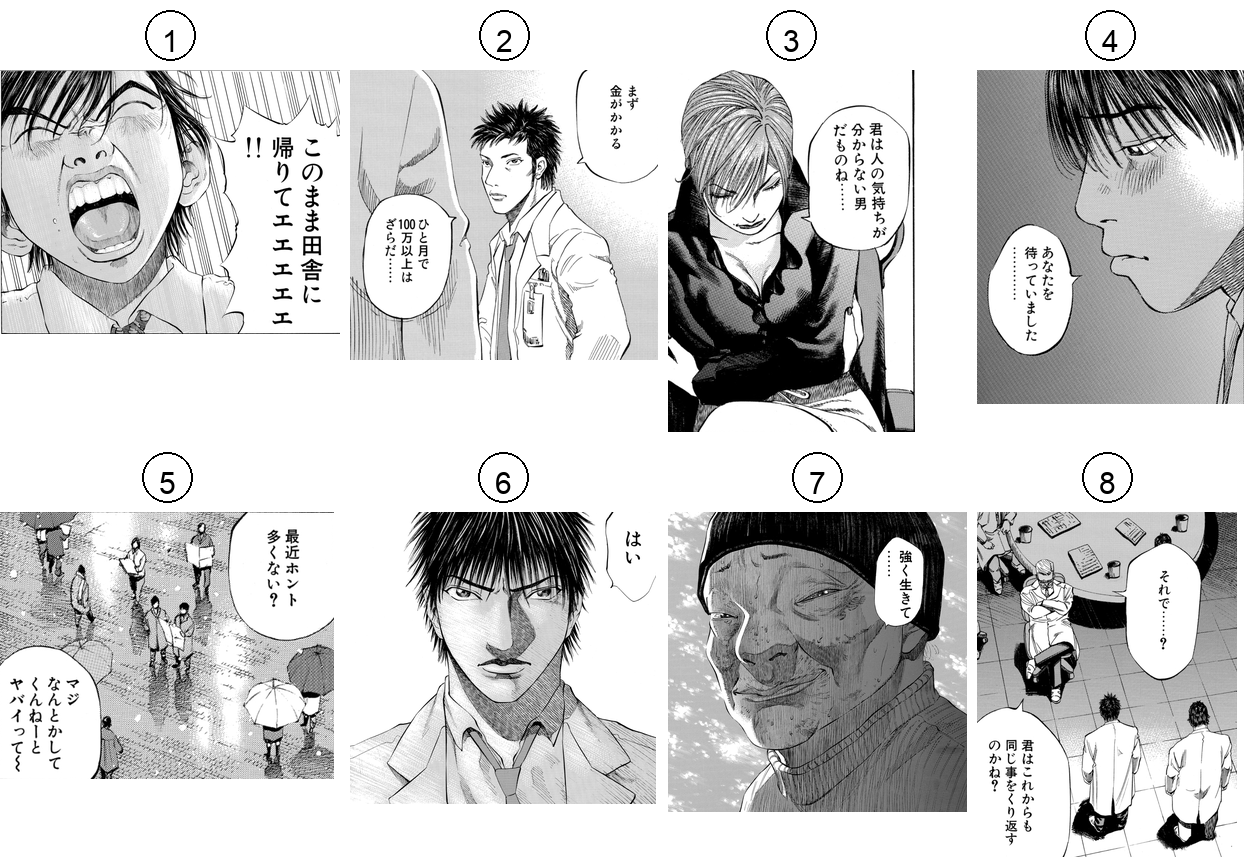 1
このまま田舎に
帰りてエエエエエ
!!
2
まず
金がかかる
ひと月で
100万以上は
ざらだ……
3
君は人の気持ちが
分からない男
だものね……
4
あなたを
待っていました
…………
5
最近ホント
多くない?
マジ
なんとかして
くんねーと
ヤバイって〜
6
はい
7
強く生きて
……
8
それで……?
君はこれからも
同じ事をくり返す
のかね?